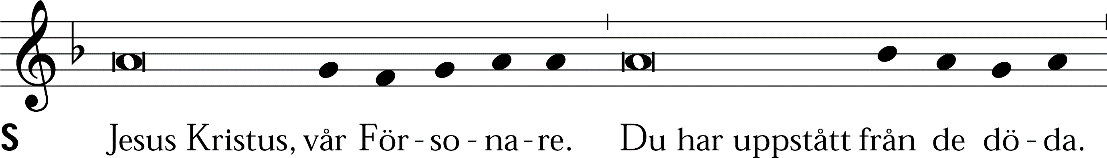 S Jesus Kristus, vår För - so - na - re. Du har uppstått från de dö - da.